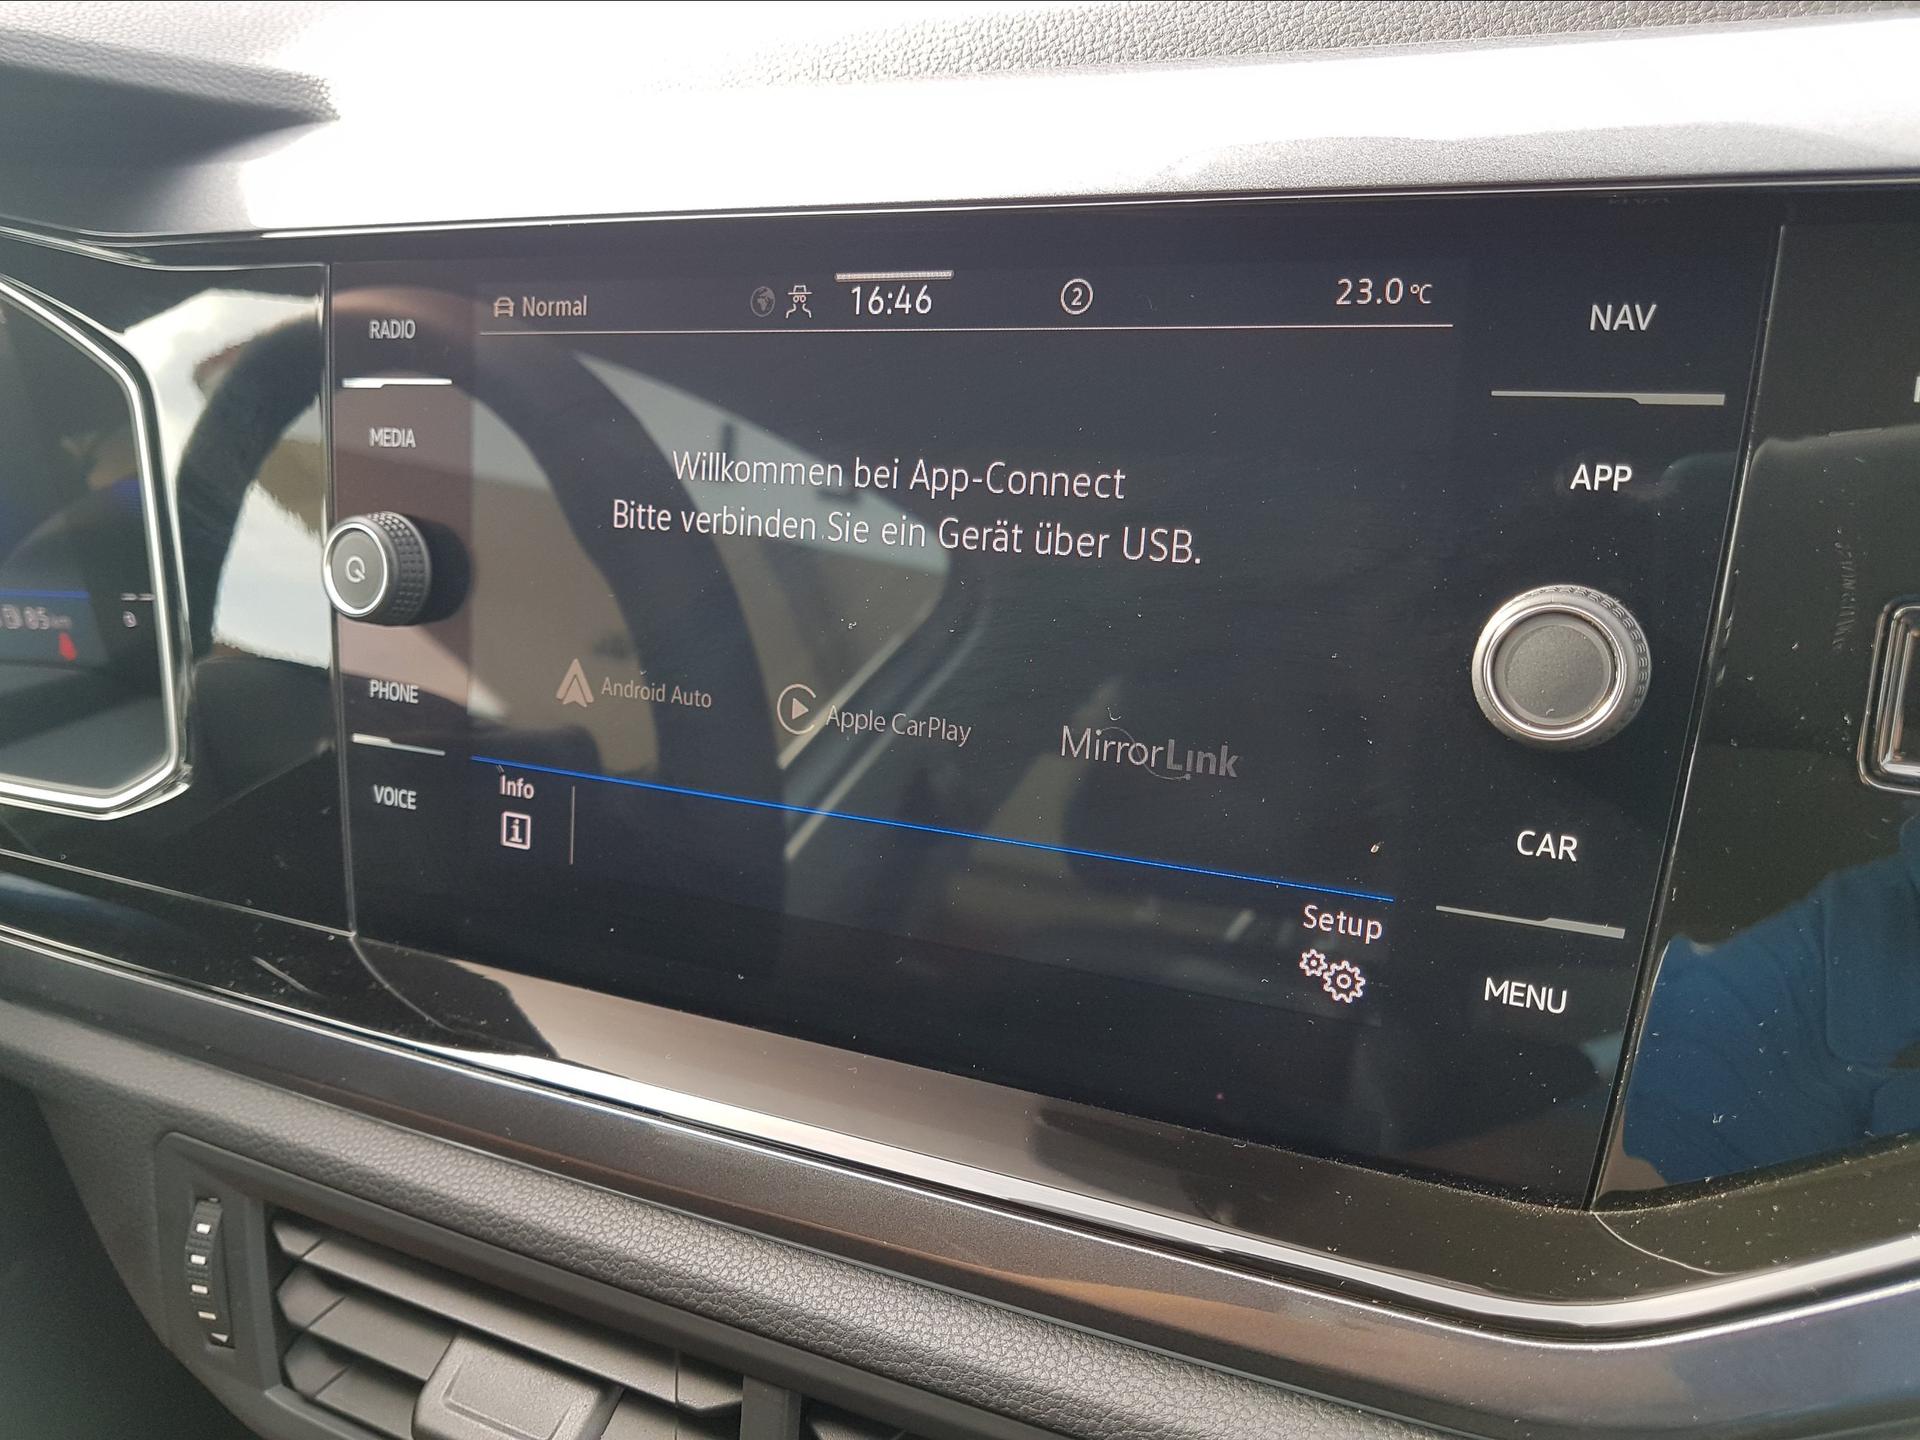 Normal
16:46
2
23.0 °C
RADIO
MEDIA
PHONE
VOICE
Willkommen bei App-Connect
Bitte verbinden Sie ein Gerät über USB.
Android Auto
Apple CarPlay
MirrorLink
Info
i
Setup
NAV
APP
CAR
MENU